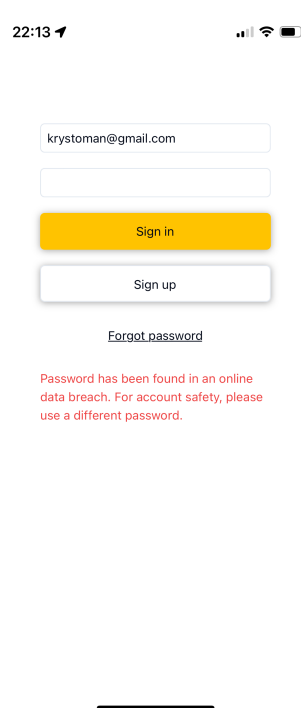 22:13
krystoman@gmail.com
Sign in
Sign up
Forgot password
Password has been found in an online
data breach. For account safety, please
use a different password.